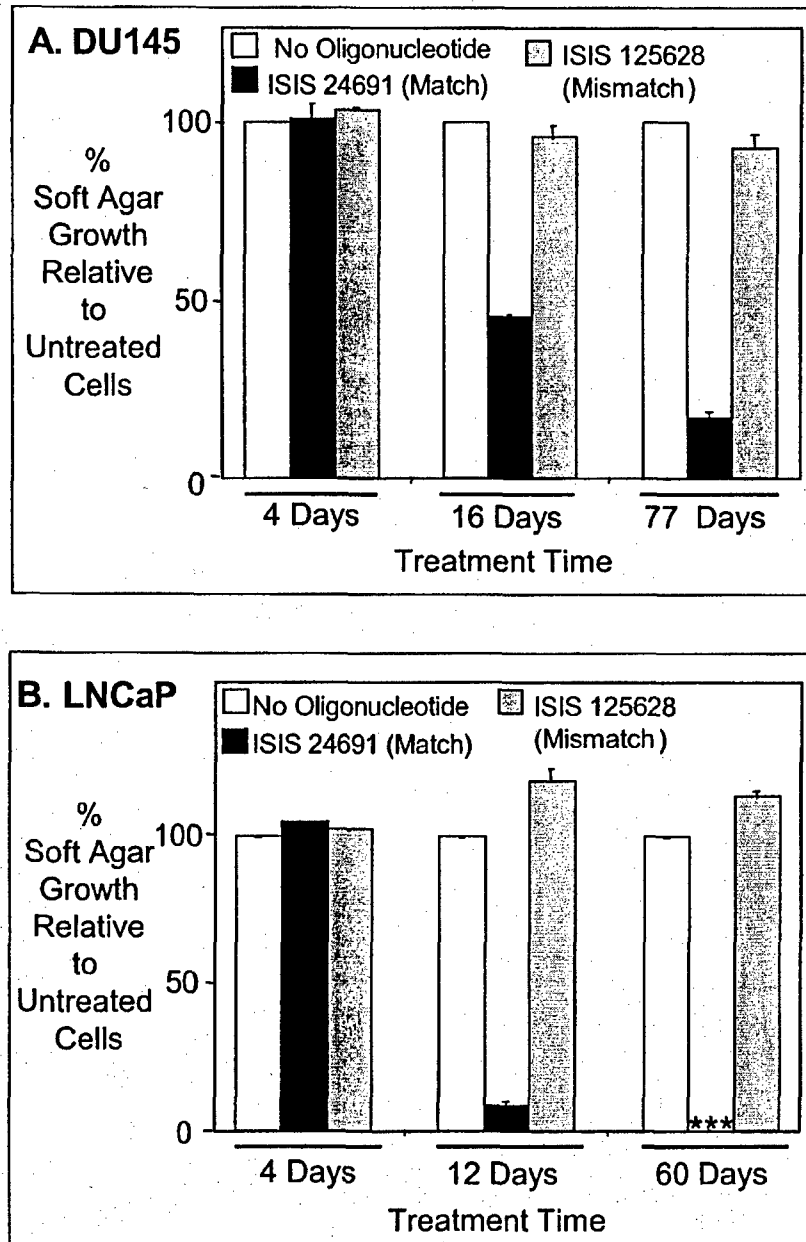 A. DU145
No Oligonucleotide
ISIS 125628
ISIS 24691 (Match)
(Mismatch)
100
50
0
%
Soft Agar
Growth
Relative
to
Untreated
Cells
4 Days
16 Days
77 Days
Treatment Time
B. LNCaP
No Oligonucleotide
ISIS 125628
ISIS 24691 (Match)
(Mismatch)
100
50
0
%
Soft Agar
Growth
Relative
to
Untreated
Cells
***
4 Days
12 Days
60 Days
Treatment Time